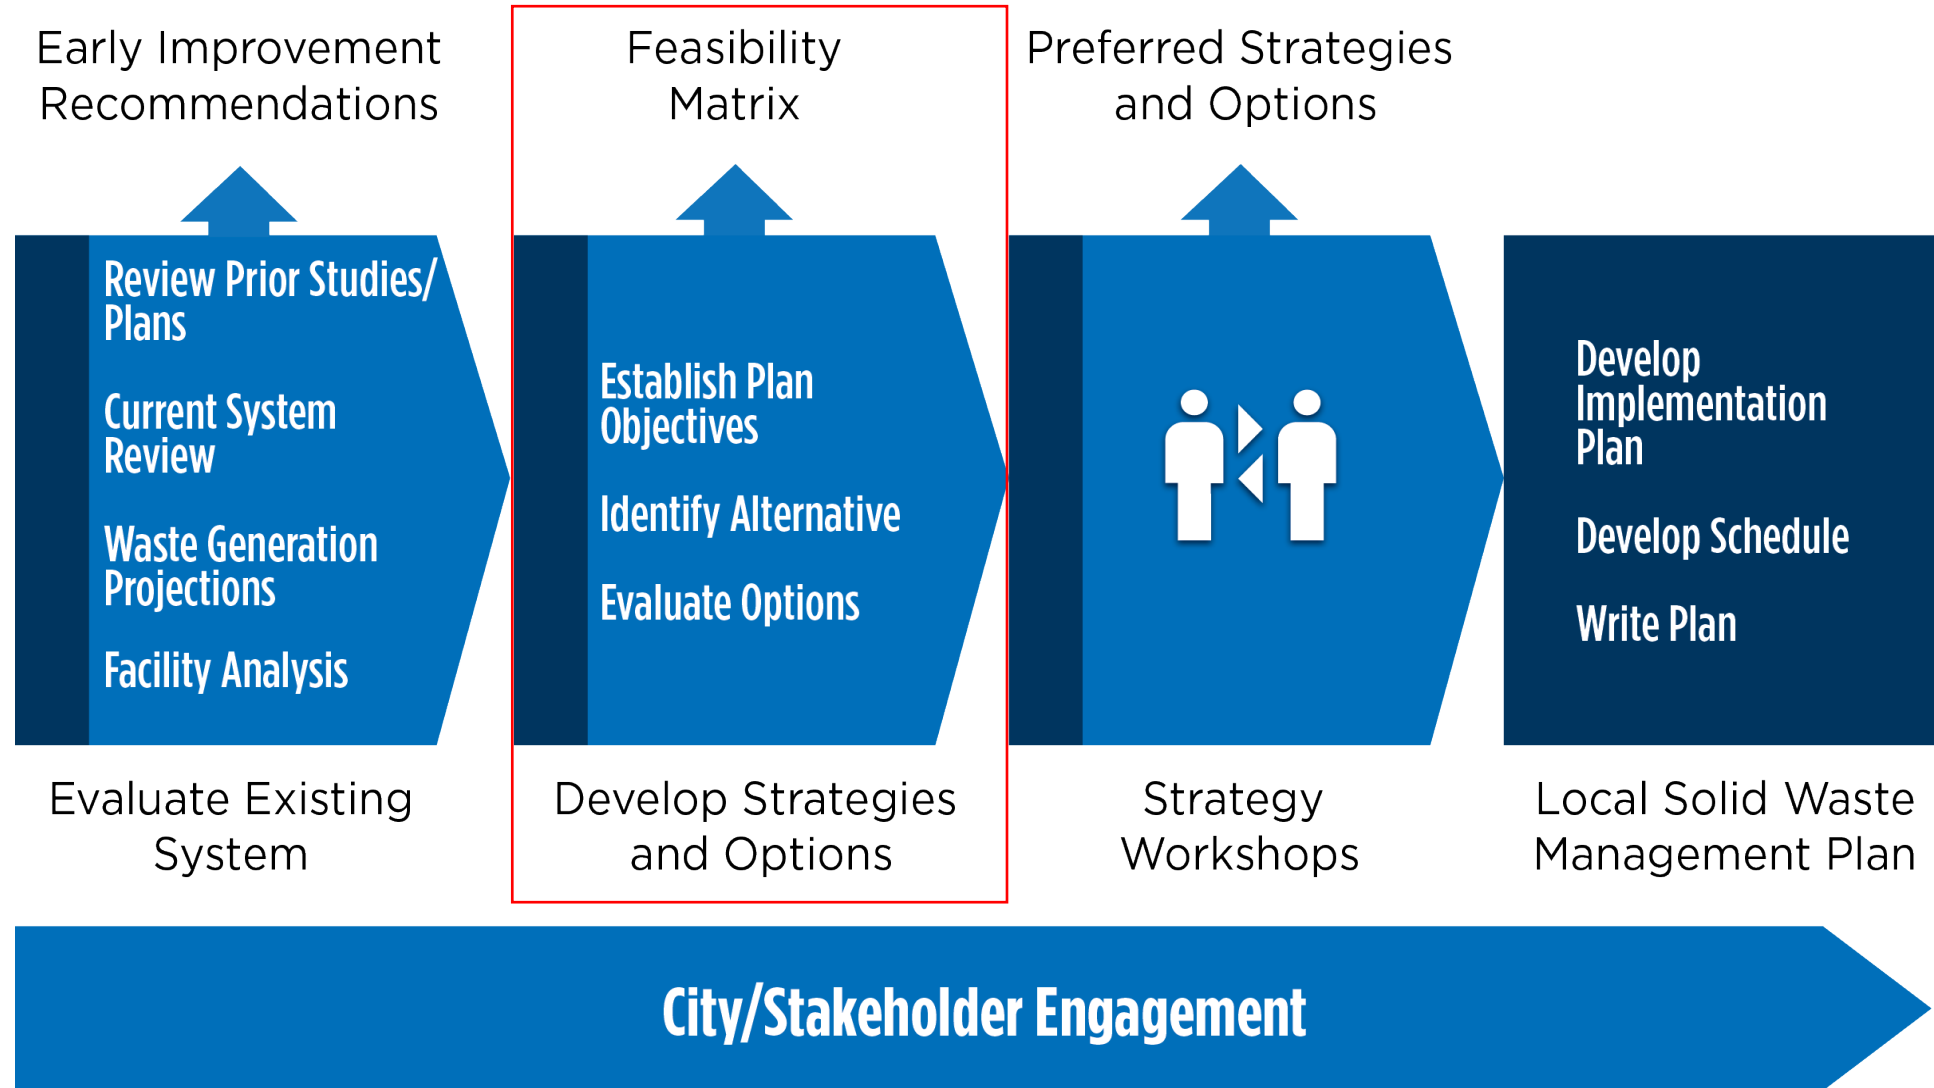 Early Improvement
Recommendations
Feasibility
Matrix
Preferred Strategies
and Options
Review Prior Studies/
Plans
Current System
Review
Waste Generation
Projections
Facility Analysis
Establish Plan
Objectives
Identify Alternative
Evaluate Options
Develop
Implementation
Plan
Develop Schedule
Write Plan
Evaluate Existing
System
Develop Strategies
and Options
Strategy
Workshops
Local Solid Waste
Management Plan
City/Stakeholder Engagement